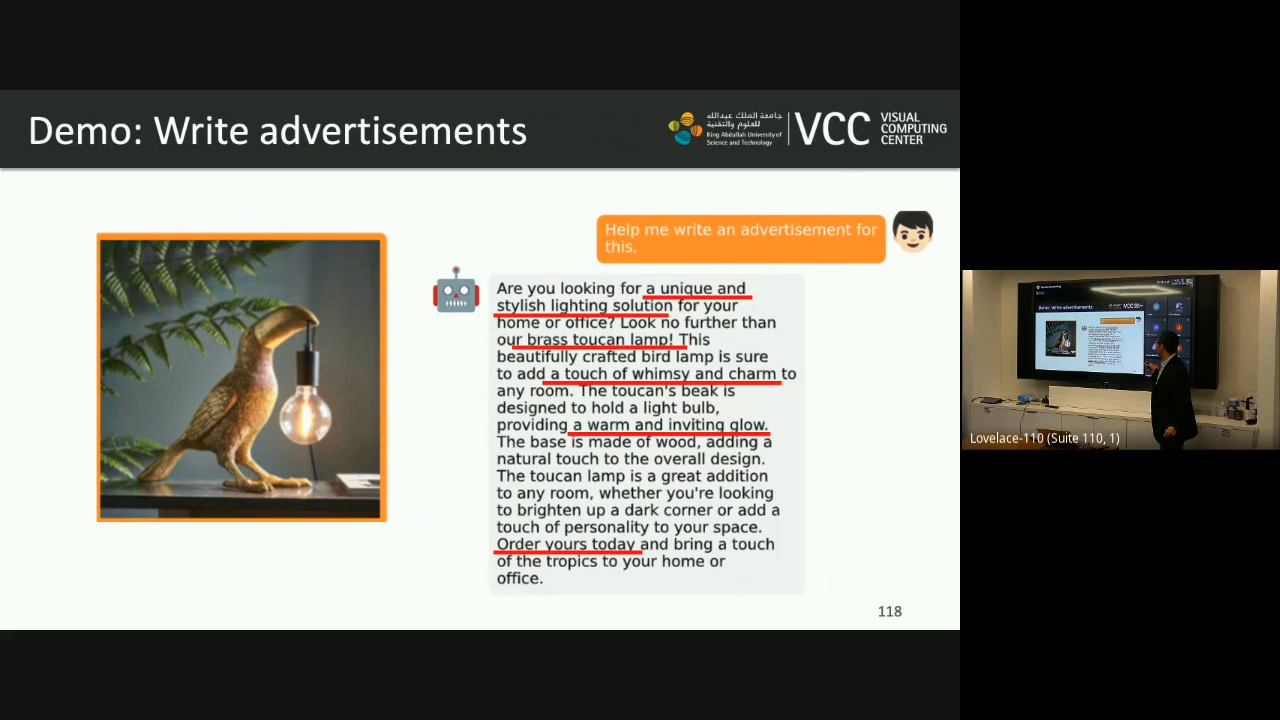 Demo: Write advertisements
جامعة الملك عبدالله
للعلوم والتقنية
King Abdullah University of
Science and Technology
VCC
VISUAL
COMPUTING
CENTER
Help me write an advertisement for
this.
Are you looking for a unique and
stylish lighting solution for your
home or office? Look no further than
our brass toucan lamp! This
beautifully crafted bird lamp is sure
to add a touch of whimsy and charm to
any room. The toucan's beak is
designed to hold a light bulb,
providing a warm and inviting glow.
The base is made of wood, adding a
natural touch to the overall design.
The toucan lamp is a great addition
to any room, whether you're looking
to brighten up a dark corner or add a
touch of personality to your space.
Order yours today and bring a touch
of the tropics to your home or
office.
118
Demo: Write advertisements
VCC
Lovelace-110 (Suite 110, 1)